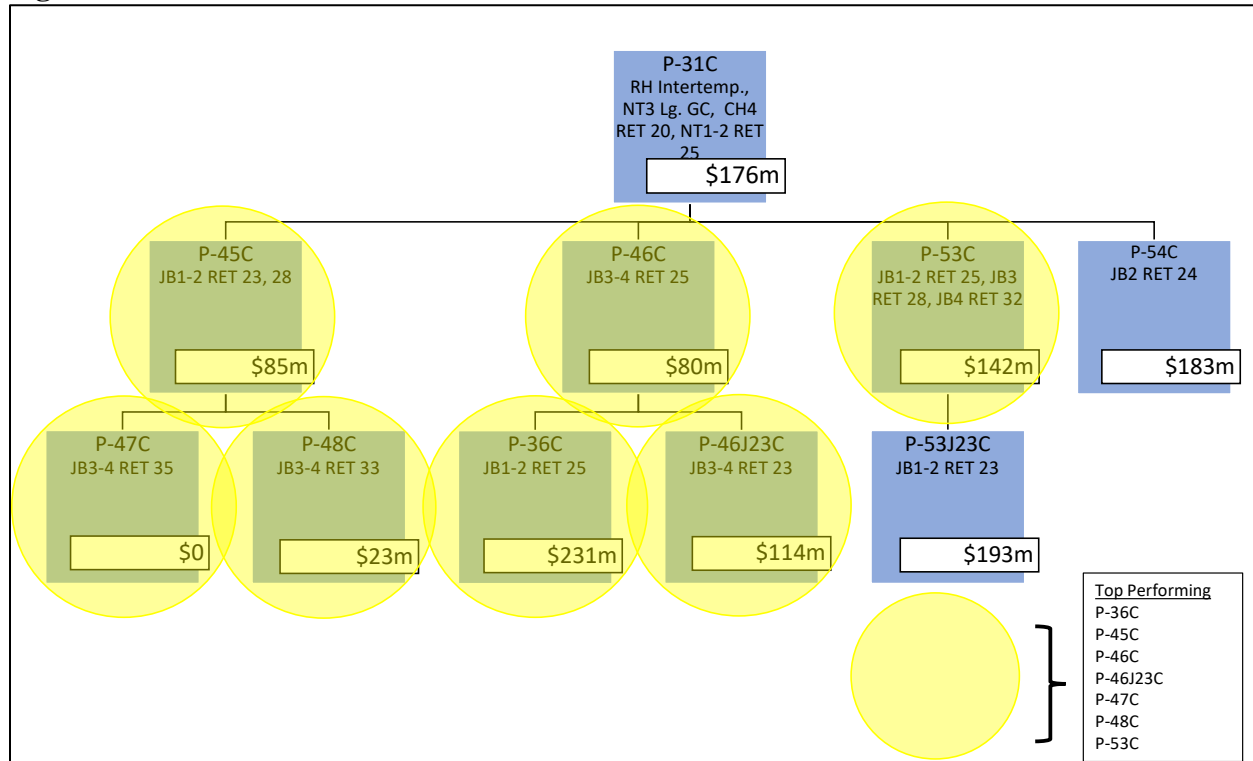 P-31C
RH Intertemp.,
NT3 Lg. GC, CH4
RET 20, NT1-2 RET
25
$176m
P-45C
JB1-2 RET 23, 28
$85m
P-46C
JB3-4 RET 25
$80m
P-53C
JB1-2 RET 25, JB3
RET 28, JB4 RET 32
$142m
P-54C
JB2 RET 24
$183m
P-47C
JB3-4 RET 35
$0
P-48C
JB3-4 RET 33
$23m
P-36C
JB1-2 RET 25
$231m
P-46J23C
JB3-4 RET 23
$114m
P-53J23C
JB1-2 RET 23
$193m
Top Performing
P-36C
P-45C
P-46C
P-46J23C
P-47C
P-48C
P-53C